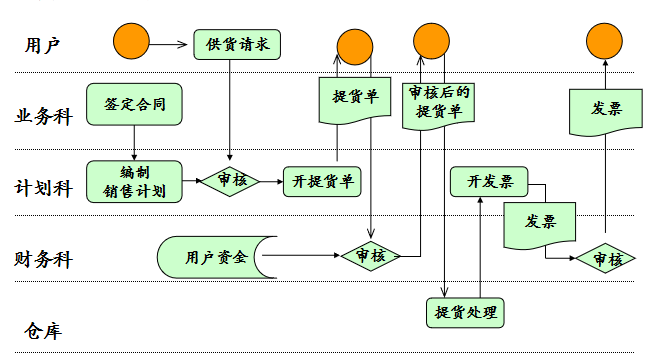 用户
供货请求
业务科
签定合同
提货单
审核后的
提货单
发票
计划科
编制
销售计划
审核
开提货单
开发票
发票
财务科
用户资金
审核
审核
仓库
提货处理